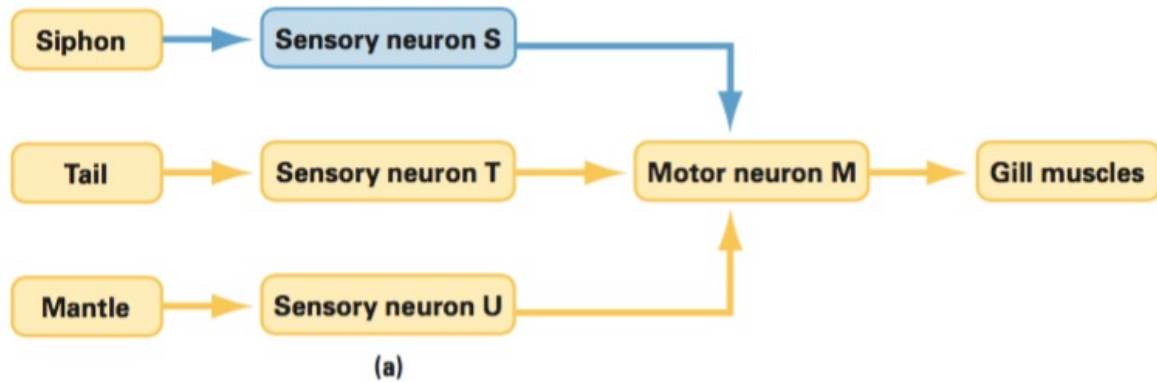 Siphon
Sensory neuron S
Tail
Sensory neuron T
Motor neuron M
Gill muscles
Mantle
Sensory neuron U
(a)